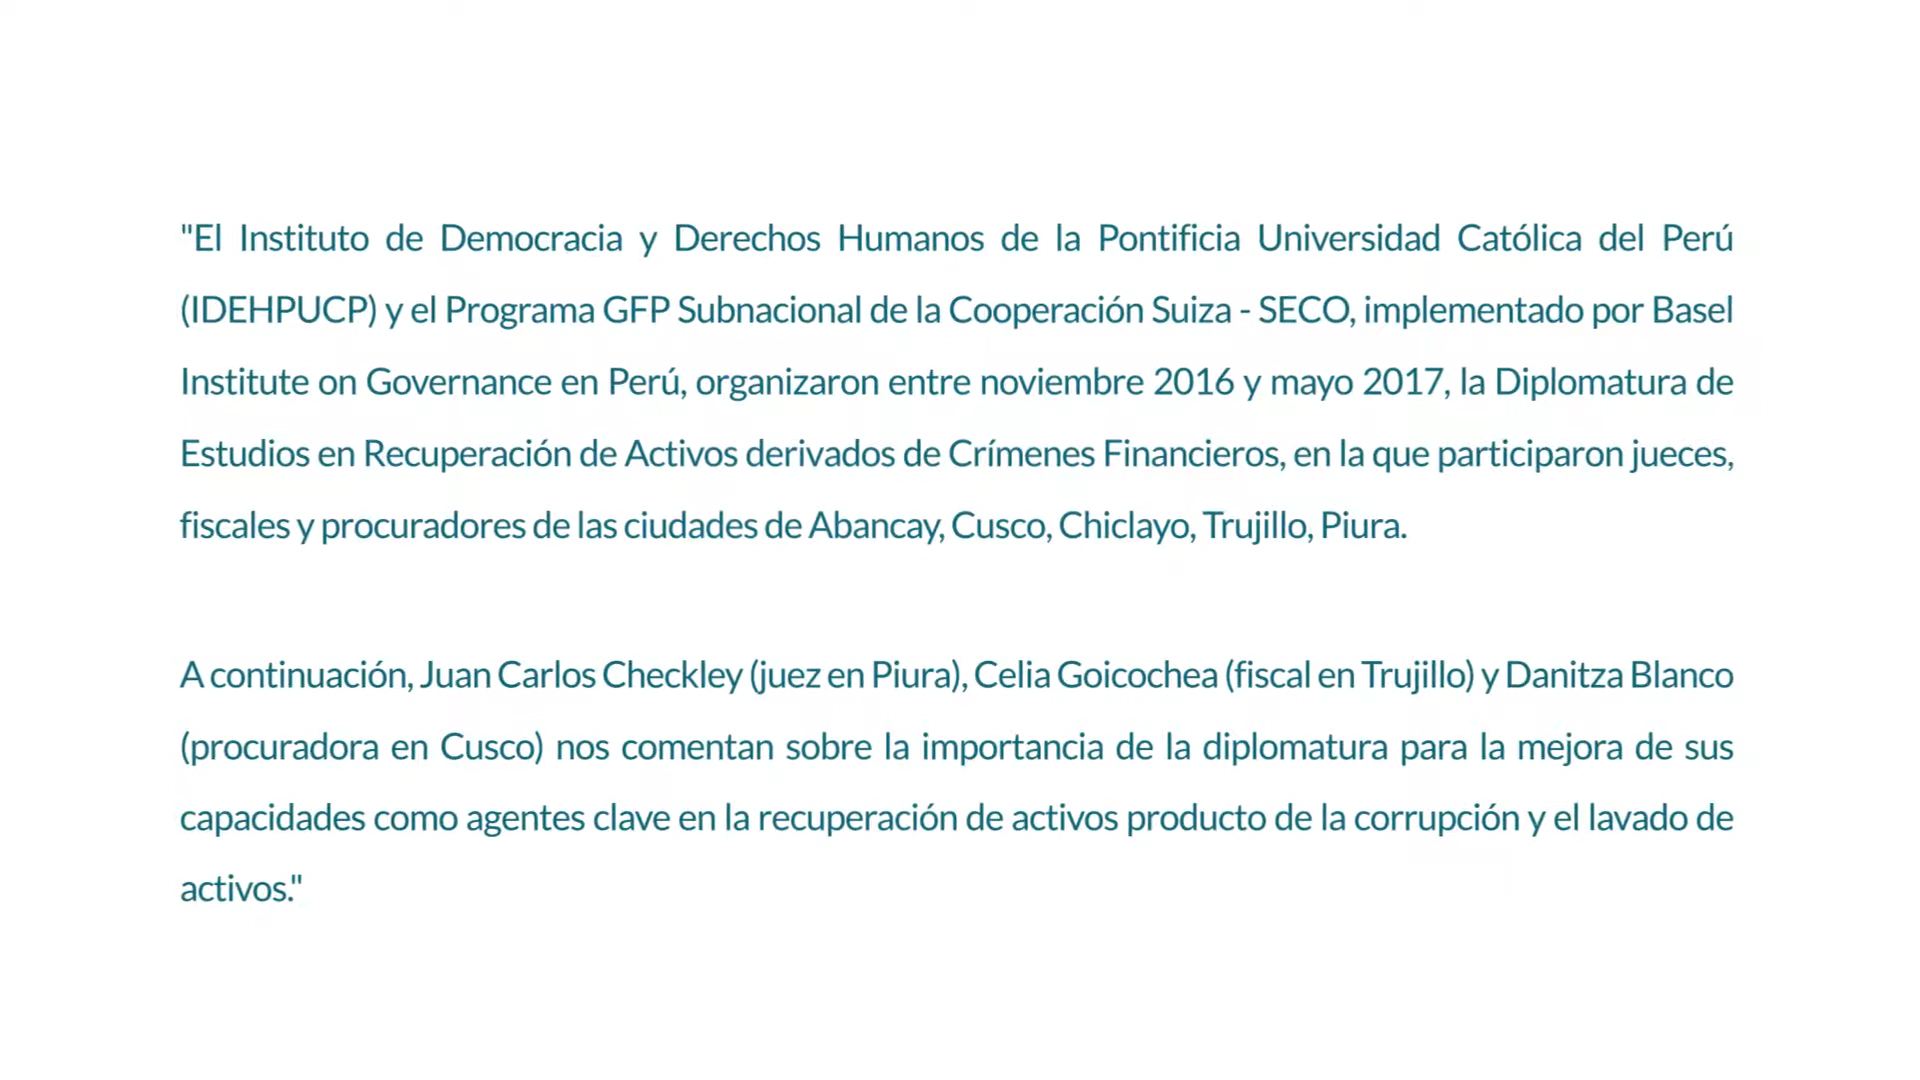 "El Instituto de Democracia y Derechos Humanos de la Pontificia Universidad Católica del Perú
(IDEHPUCP) y el Programa GFP Subnacional de la Cooperación Suiza - SECO, implementado por Basel
Institute on Governance en Perú, organizaron entre noviembre 2016 y mayo 2017, la Diplomatura de
Estudios en Recuperación de Activos derivados de Crímenes Financieros, en la que participaron jueces,
fiscales y procuradores de las ciudades de Abancay, Cusco, Chiclayo, Trujillo, Piura.
A continuación, Juan Carlos Checkley (juez en Piura), Celia Goicochea (fiscal en Trujillo) y Danitza Blanco
(procuradora en Cusco) nos comentan sobre la importancia de la diplomatura para la mejora de sus
capacidades como agentes clave en la recuperación de activos producto de la corrupción y el lavado de
activos."